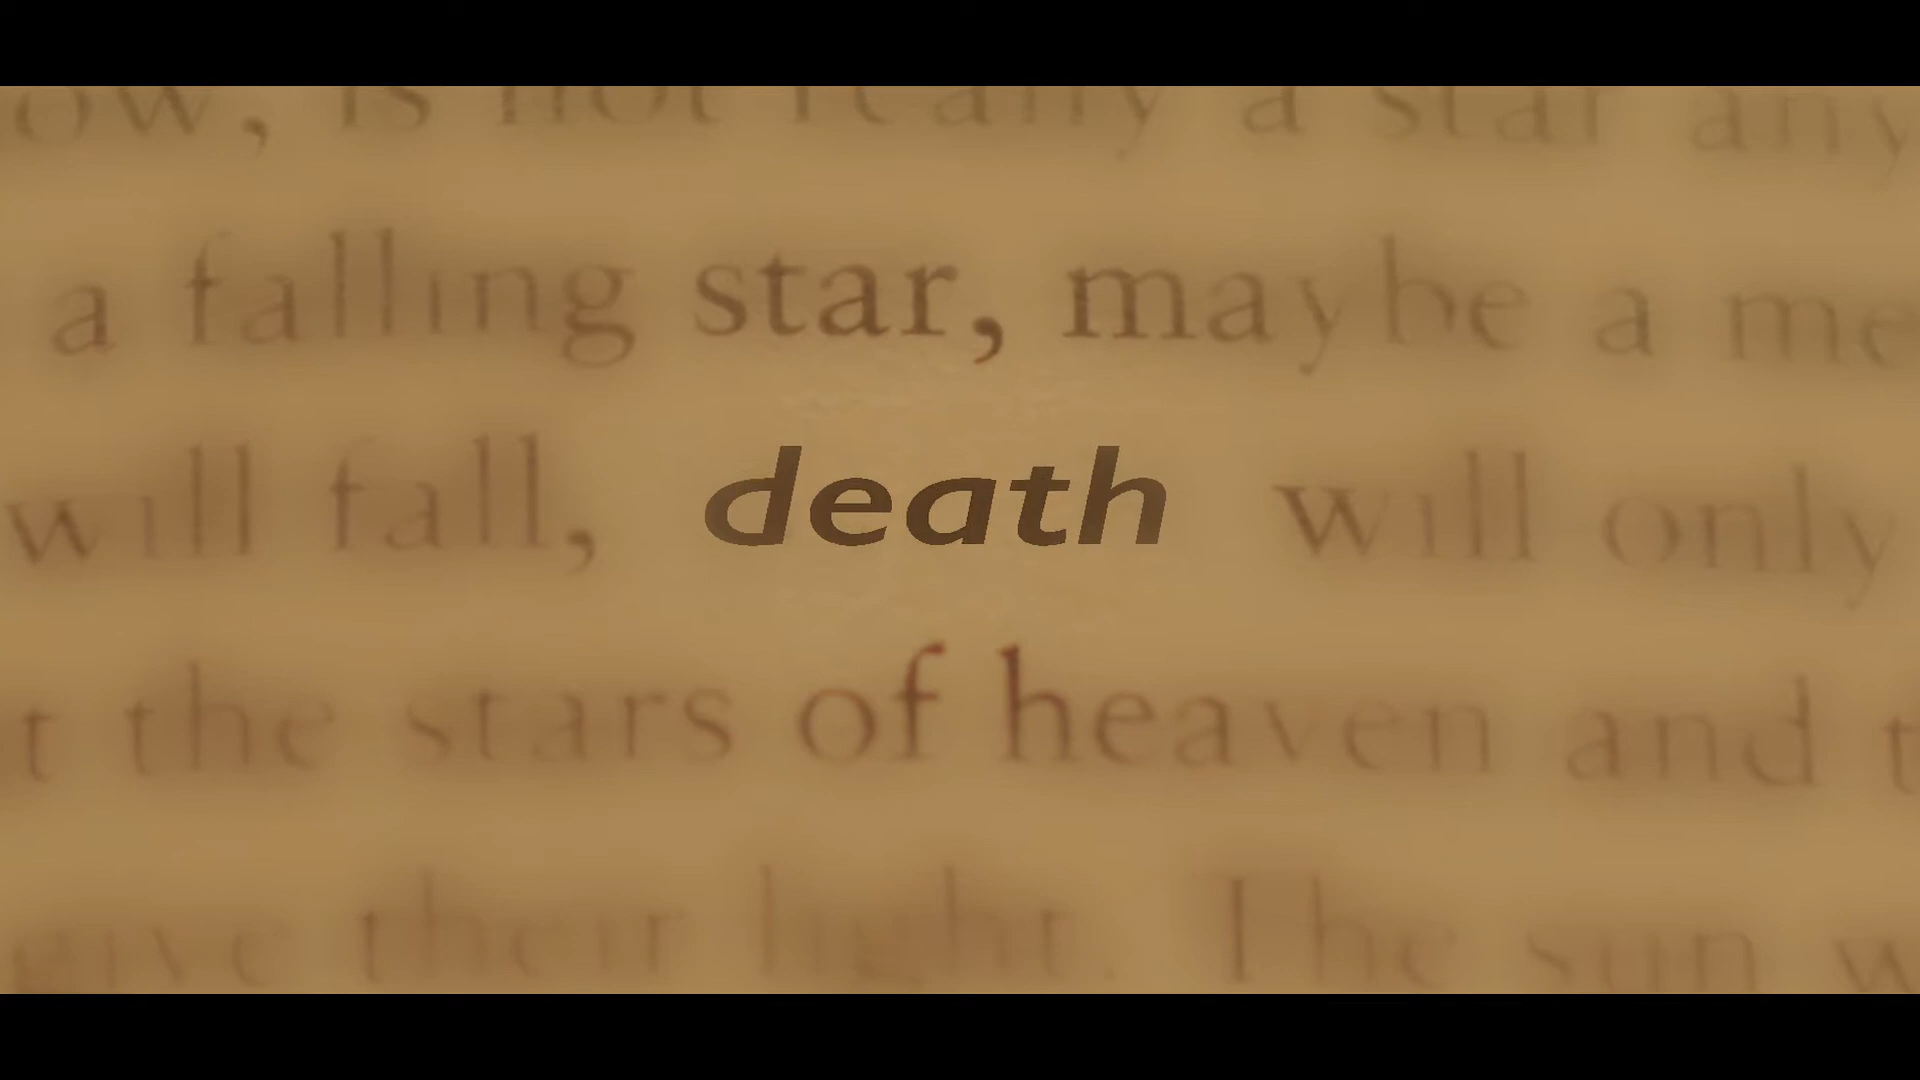 ow, is not really a star any
a falling star, maybe a me
will fall, death will only
t the stars of heaven and t
give their light. The sun w